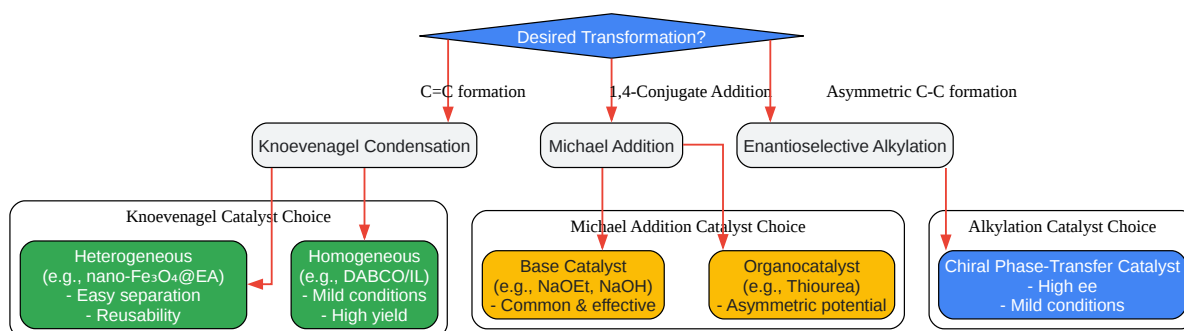 Desired Transformation?
C=C formation
1,4-Conjugate Addition
Asymmetric C-C formation
Knoevenagel Condensation
Michael Addition
Enantioselective Alkylation
Knoevenagel Catalyst Choice
Heterogeneous
(e.g., nano-Fe₃O₄@EA)
- Easy separation
- Reusability
Homogeneous
(e.g., DABCO/IL)
- Mild conditions
- High yield
Michael Addition Catalyst Choice
Base Catalyst
(e.g., NaOEt, NaOH)
- Common & effective
Organocatalyst
(e.g., Thiourea)
- Asymmetric potential
Alkylation Catalyst Choice
Chiral Phase-Transfer Catalyst
- High ee
- Mild conditions